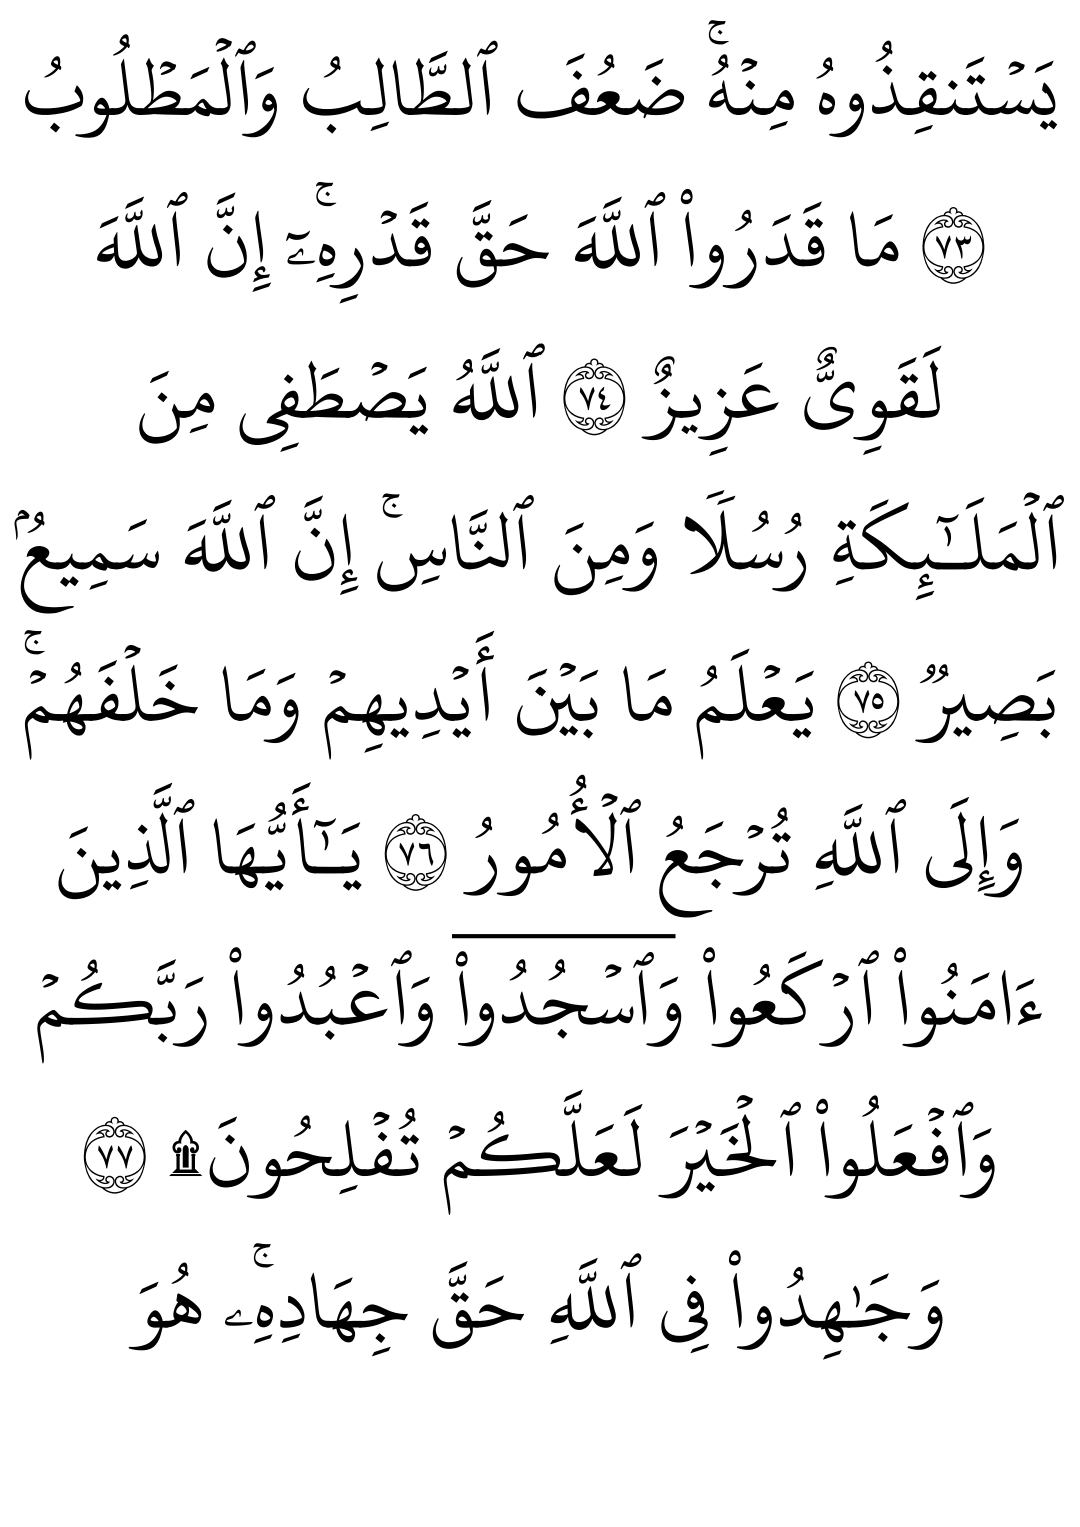 يَسۡتَنقِذُوهُ مِنۡهُۚ ضَعُفَ ٱلطَّالِبُ وَٱلۡمَطۡلُوبُ
٧٣ مَا قَدَرُواْ ٱللَّهَ حَقَّ قَدۡرِهِۦٓۚ إِنَّ ٱللَّهَ
لَقَوِىٌّ عَزِيزٌ ٧٤ ٱللَّهُ يَصۡطَفِى مِنَ
ٱلۡمَلَـٰٓئِكَةِ رُسُلًا وَمِنَ ٱلنَّاسِۚ إِنَّ ٱللَّهَ سَمِيعُۢ
بَصِيرٌ ٧٥ يَعۡلَمُ مَا بَيۡنَ أَيۡدِيهِمۡ وَمَا خَلۡفَهُمۡۚ
وَإِلَى ٱللَّهِ تُرۡجَعُ ٱلۡأُمُورُ ٧٦ يَـٰٓأَيُّهَا ٱلَّذِينَ
ءَامَنُواْ ٱرۡكَعُواْ وَٱسۡجُدُواْ وَٱعۡبُدُواْ رَبَّكُمۡ
وَٱفۡعَلُواْ ٱلۡخَيۡرَ لَعَلَّكُمۡ تُفۡلِحُونَ۩ ٧٧
وَجَـٰهِدُواْ فِى ٱللَّهِ حَقَّ جِهَادِهِۦۚ هُوَ